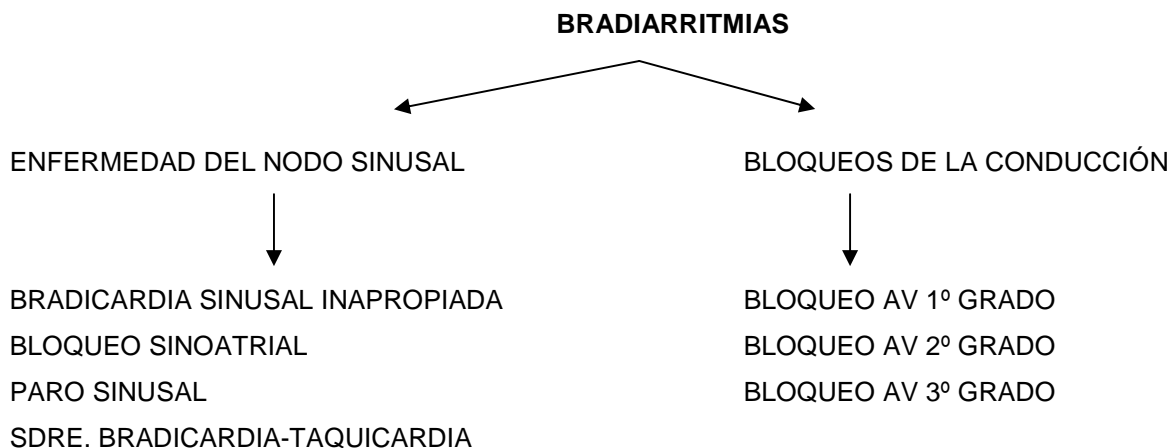 BRADIARRITMIAS
ENFERMEDAD DEL NODO SINUSAL
BLOQUEOS DE LA CONDUCCIÓN
BRADICARDIA SINUSAL INAPROPIADA
BLOQUEO SINOATRIAL
PARO SINUSAL
SDRE. BRADICARDIA-TAQUICARDIA
BLOQUEO AV 1º GRADO
BLOQUEO AV 2º GRADO
BLOQUEO AV 3º GRADO